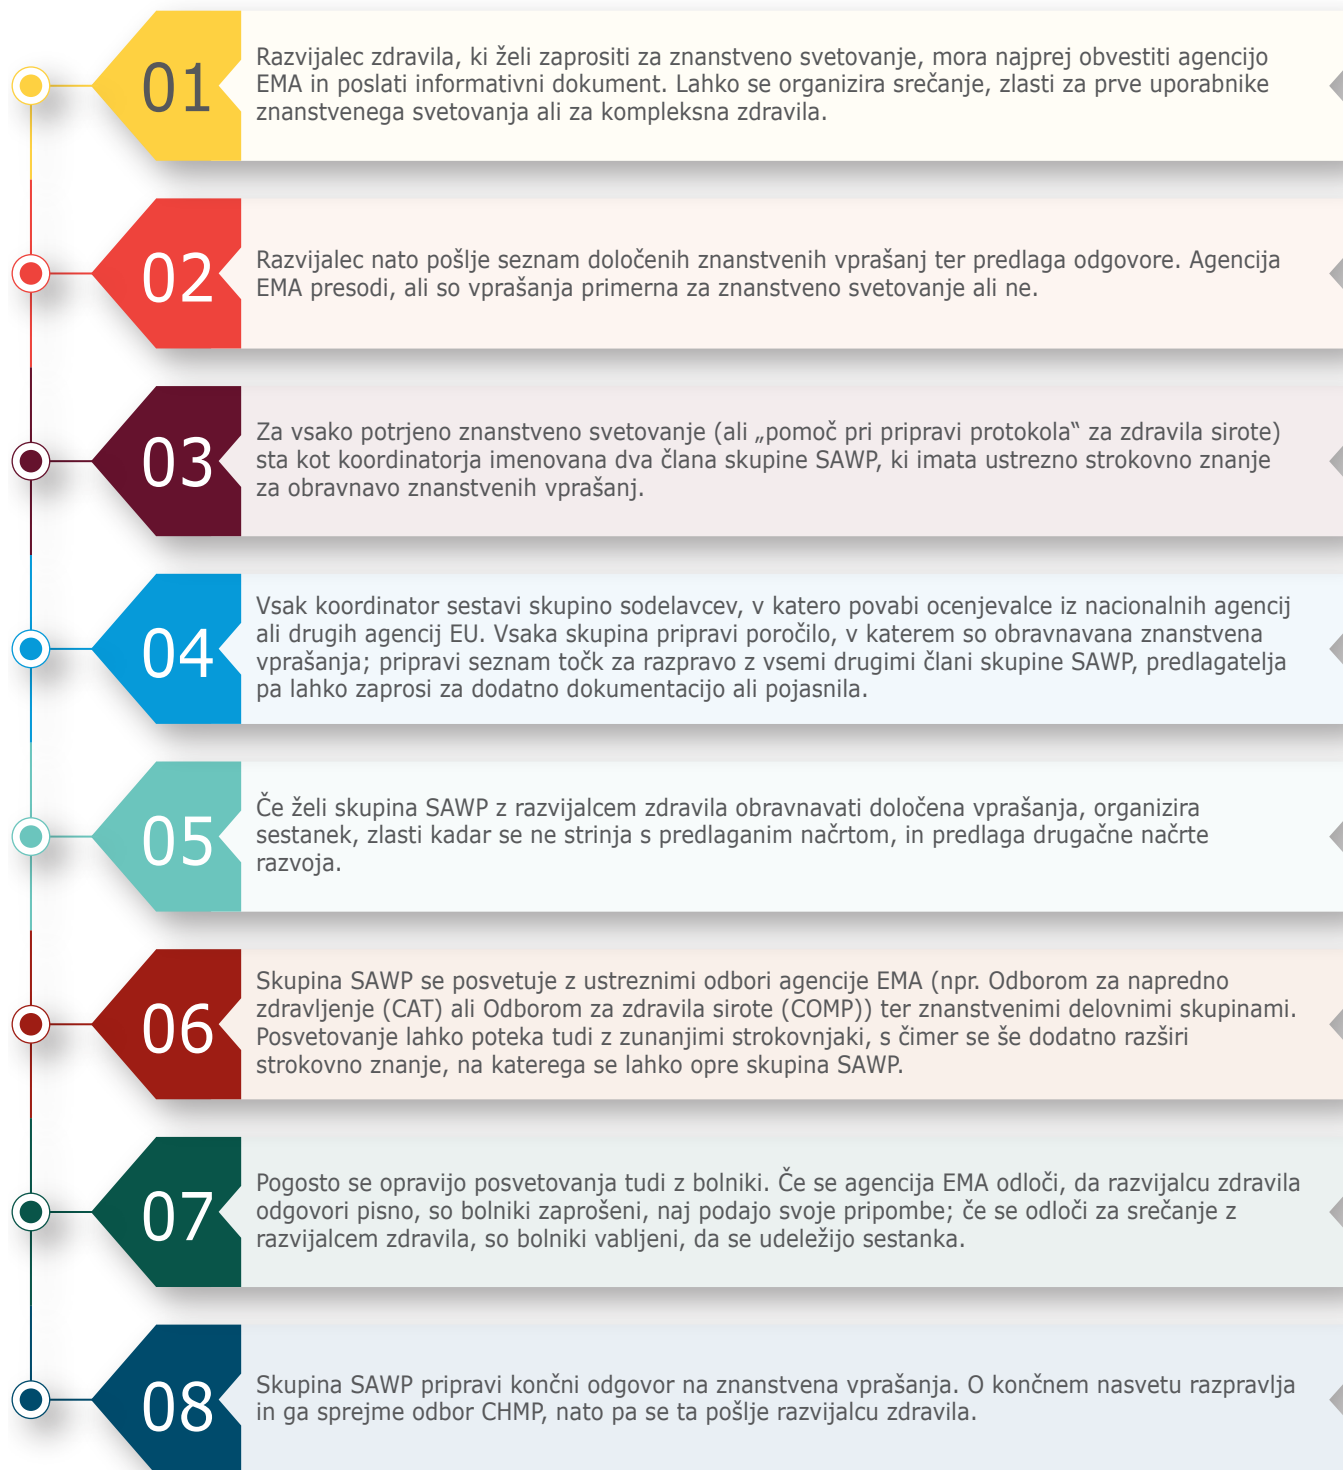 01
Razvijalec zdravila, ki želi zaprositi za znanstveno svetovanje, mora najprej obvestiti agencijo
EMA in poslati informativni dokument. Lahko se organizira srečanje, zlasti za prve uporabnike
znanstvenega svetovanja ali za kompleksna zdravila.
02
Razvijalec nato pošlje seznam določenih znanstvenih vprašanj ter predlaga odgovore. Agencija
EMA presodi, ali so vprašanja primerna za znanstveno svetovanje ali ne.
03
Za vsako potrjeno znanstveno svetovanje (ali „pomoč pri pripravi protokola“ za zdravila sirote)
sta kot koordinatorja imenovana dva člana skupine SAWP, ki imata ustrezno strokovno znanje
za obravnavo znanstvenih vprašanj.
04
Vsak koordinator sestavi skupino sodelavcev, v katero povabi ocenjevalce iz nacionalnih agencij
ali drugih agencij EU. Vsaka skupina pripravi poročilo, v katerem so obravnavana znanstvena
vprašanja; pripravi seznam točk za razpravo z vsemi drugimi člani skupine SAWP, predlagatelja
pa lahko zaprosi za dodatno dokumentacijo ali pojasnila.
05
Če želi skupina SAWP z razvijalcem zdravila obravnavati določena vprašanja, organizira
sestanek, zlasti kadar se ne strinja s predlaganim načrtom, in predlaga drugačne načrte
razvoja.
06
Skupina SAWP se posvetuje z ustreznimi odbori agencije EMA (npr. Odborom za napredno
zdravljenje (CAT) ali Odborom za zdravila sirote (COMP)) ter znanstvenimi delovnimi skupinami.
Posvetovanje lahko poteka tudi z zunanjimi strokovnjaki, s čimer se še dodatno razširi
strokovno znanje, na katerega se lahko opre skupina SAWP.
07
Pogosto se opravijo posvetovanja tudi z bolniki. Če se agencija EMA odloči, da razvijalcu zdravila
odgovori pisno, so bolniki zaprošeni, naj podajo svoje pripombe; če se odloči za srečanje z
razvijalcem zdravila, so bolniki vabljeni, da se udeležijo sestanka.
08
Skupina SAWP pripravi končni odgovor na znanstvena vprašanja. O končnem nasvetu razpravlja
in ga sprejme odbor CHMP, nato pa se ta pošlje razvijalcu zdravila.